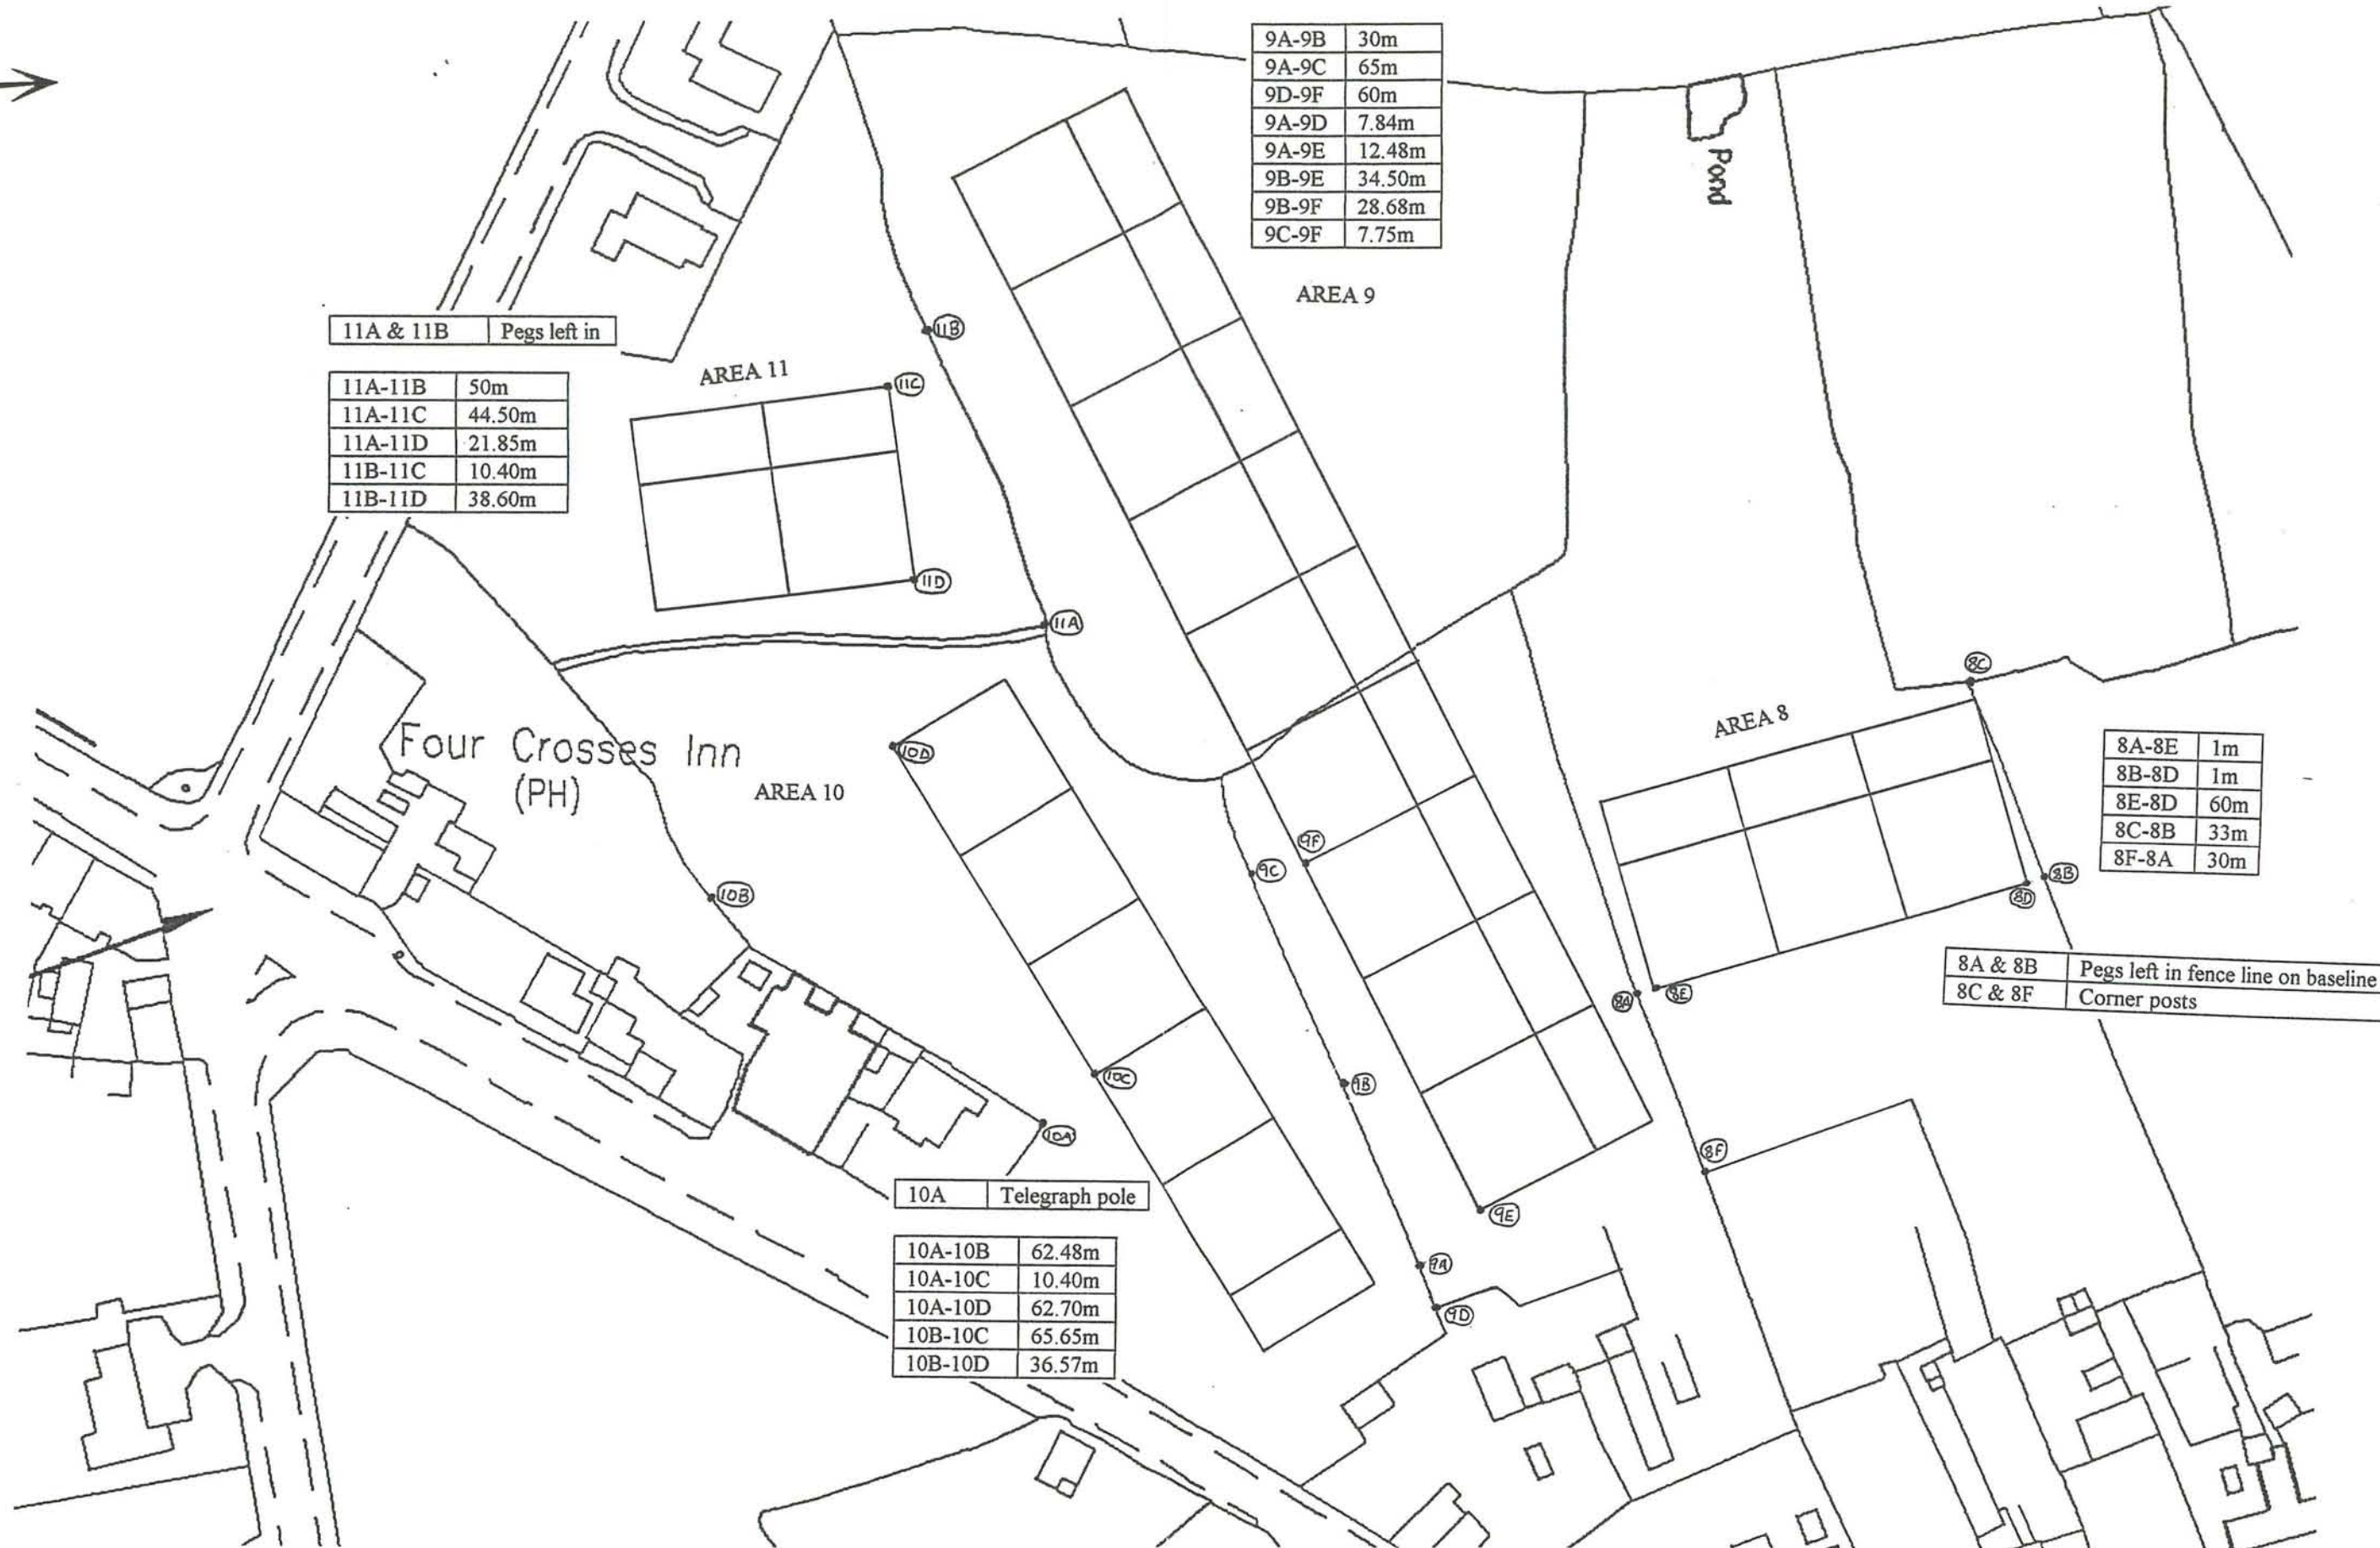 9A-9B 30m
9A-9C 65m
9D-9F 60m
9A-9D 7.84m
9A-9E 12.48m
9B-9E 34.50m
9B-9F 28.68m
9C-9F 7.75m
Pond
AREA 9
11A & 11B Pegs left in
11B
AREA 11
11C
11A-11B 50m
11A-11C 44.50m
11A-11D 21.85m
11B-11C 10.40m
11B-11D 38.60m
11D
11A
8C
AREA 8
Four Crosses Inn
(PH)
10D
AREA 10
8A-8E 1m
8B-8D 1m
8E-8D 60m
8C-8B 33m
8F-8A 30m
9F
9C
8B
8D
10B
8A & 8B Pegs left in fence line on baseline
8C & 8F Corner posts
8A
8E
10C
9B
10A
8F
10A Telegraph pole
9E
10A-10B 62.48m
10A-10C 10.40m
10A-10D 62.70m
10B-10C 65.65m
10B-10D 36.57m
9A
9D